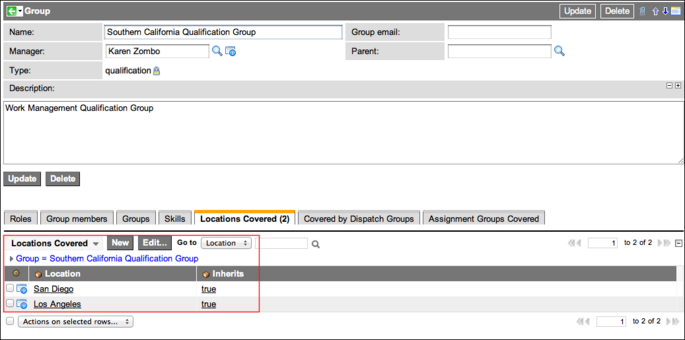 Group Update Delete
Name: Southern California Qualification Group Group email:
Manager: Karen Zombo Parent:
Type: qualification
Description:
Work Management Qualification Group
Update Delete
Roles Group members Groups Skills Locations Covered (2) Covered by Dispatch Groups Assignment Groups Covered
Locations Covered New Edit... Go to Location 1 to 2 of 2
Group = Southern California Qualification Group
Location Inherits
San Diego true
Los Angeles true
Actions on selected rows... 1 to 2 of 2